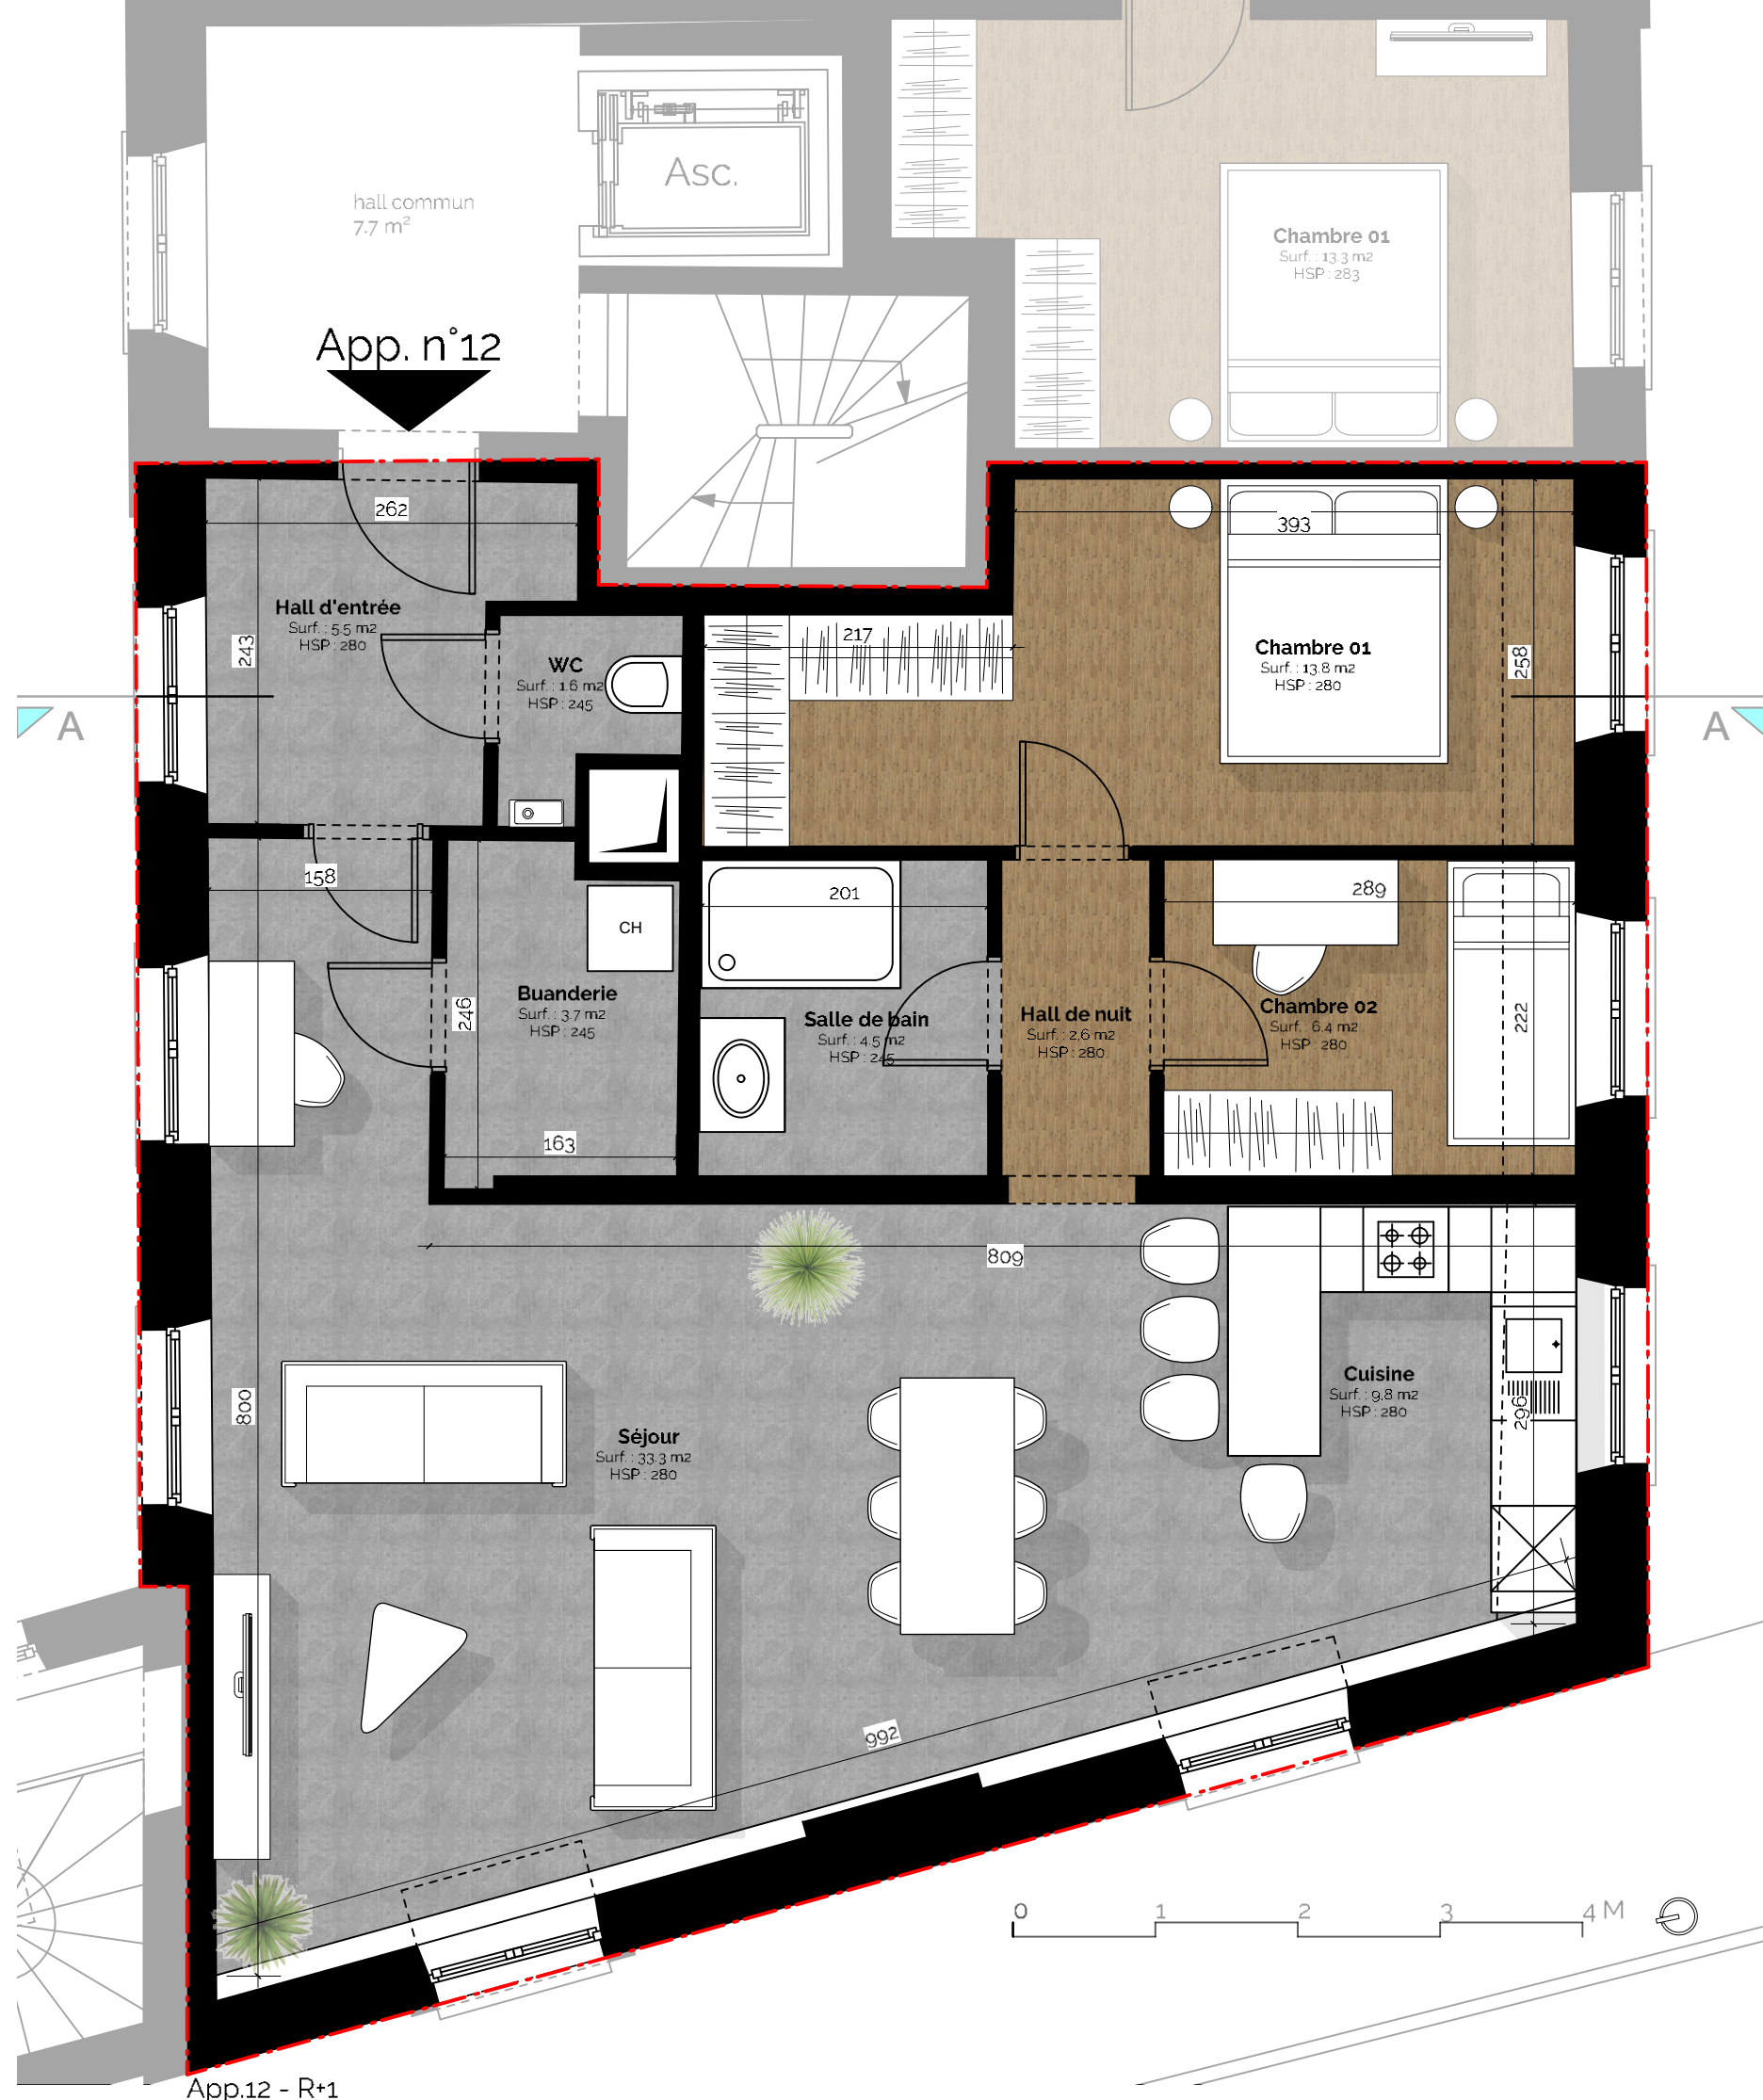 Asc.
hall commun
7.7 m²
Chambre 01
Surf. : 13.3 m2
HSP : 283
App. n°12
262
393
Hall d'entrée
Surf. : 5.5 m2
HSP : 280
243
217
WC
Surf. : 1.6 m2
HSP : 245
Chambre 01
Surf. : 13.8 m2
HSP : 280
258
A
A
158
201
289
CH
Buanderie
Surf. : 3.7 m2
HSP : 245
246
Salle de bain
Surf. : 4.5 m2
HSP : 245
Hall de nuit
Surf. : 2.6 m2
HSP : 280
Chambre 02
Surf. : 6.4 m2
HSP : 280
222
163
809
800
Cuisine
Surf. : 9.8 m2
HSP : 280
296
Séjour
Surf. : 33.3 m2
HSP : 280
992
0 1 2 3 4 M
App.12 - R+1